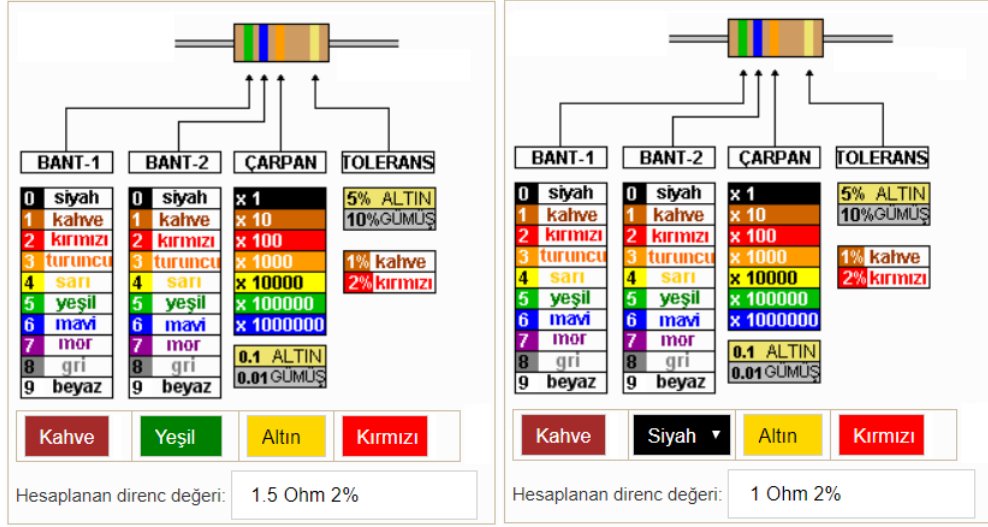 BANT-1 BANT-2 ÇARPAN TOLERANS
0 siyah 0 siyah x 1 5% ALTIN
1 kahve 1 kahve x 10 10% GÜMÜŞ
2 kırmızı 2 kırmızı x 100
3 turuncu 3 turuncu x 1000 1% kahve
4 sarı 4 sarı x 10000 2% kırmızı
5 yeşil 5 yeşil x 100000
6 mavi 6 mavi x 1000000
7 mor 7 mor
8 gri 8 gri 0.1 ALTIN
9 beyaz 9 beyaz 0.01 GÜMÜŞ
Kahve Yeşil Altın Kırmızı
Hesaplanan direnc değeri: 1.5 Ohm 2%
BANT-1 BANT-2 ÇARPAN TOLERANS
0 siyah 0 siyah x 1 5% ALTIN
1 kahve 1 kahve x 10 10% GÜMÜŞ
2 kırmızı 2 kırmızı x 100
3 turuncu 3 turuncu x 1000 1% kahve
4 sarı 4 sarı x 10000 2% kırmızı
5 yeşil 5 yeşil x 100000
6 mavi 6 mavi x 1000000
7 mor 7 mor
8 gri 8 gri 0.1 ALTIN
9 beyaz 9 beyaz 0.01 GÜMÜŞ
Kahve Siyah Altın Kırmızı
Hesaplanan direnc değeri: 1 Ohm 2%